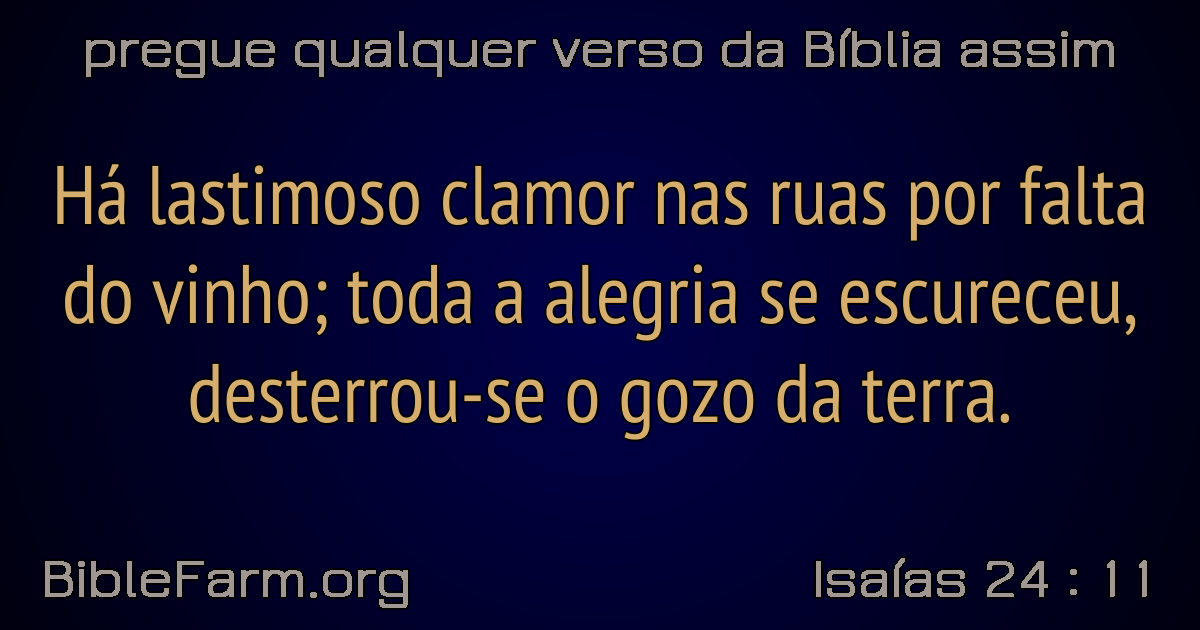 pregue qualquer verso da Bíblia assim
Há lastimoso clamor nas ruas por falta
do vinho; toda a alegria se escureceu,
desterrou-se o gozo da terra.
BibleFarm.org
Isaías 24 : 11